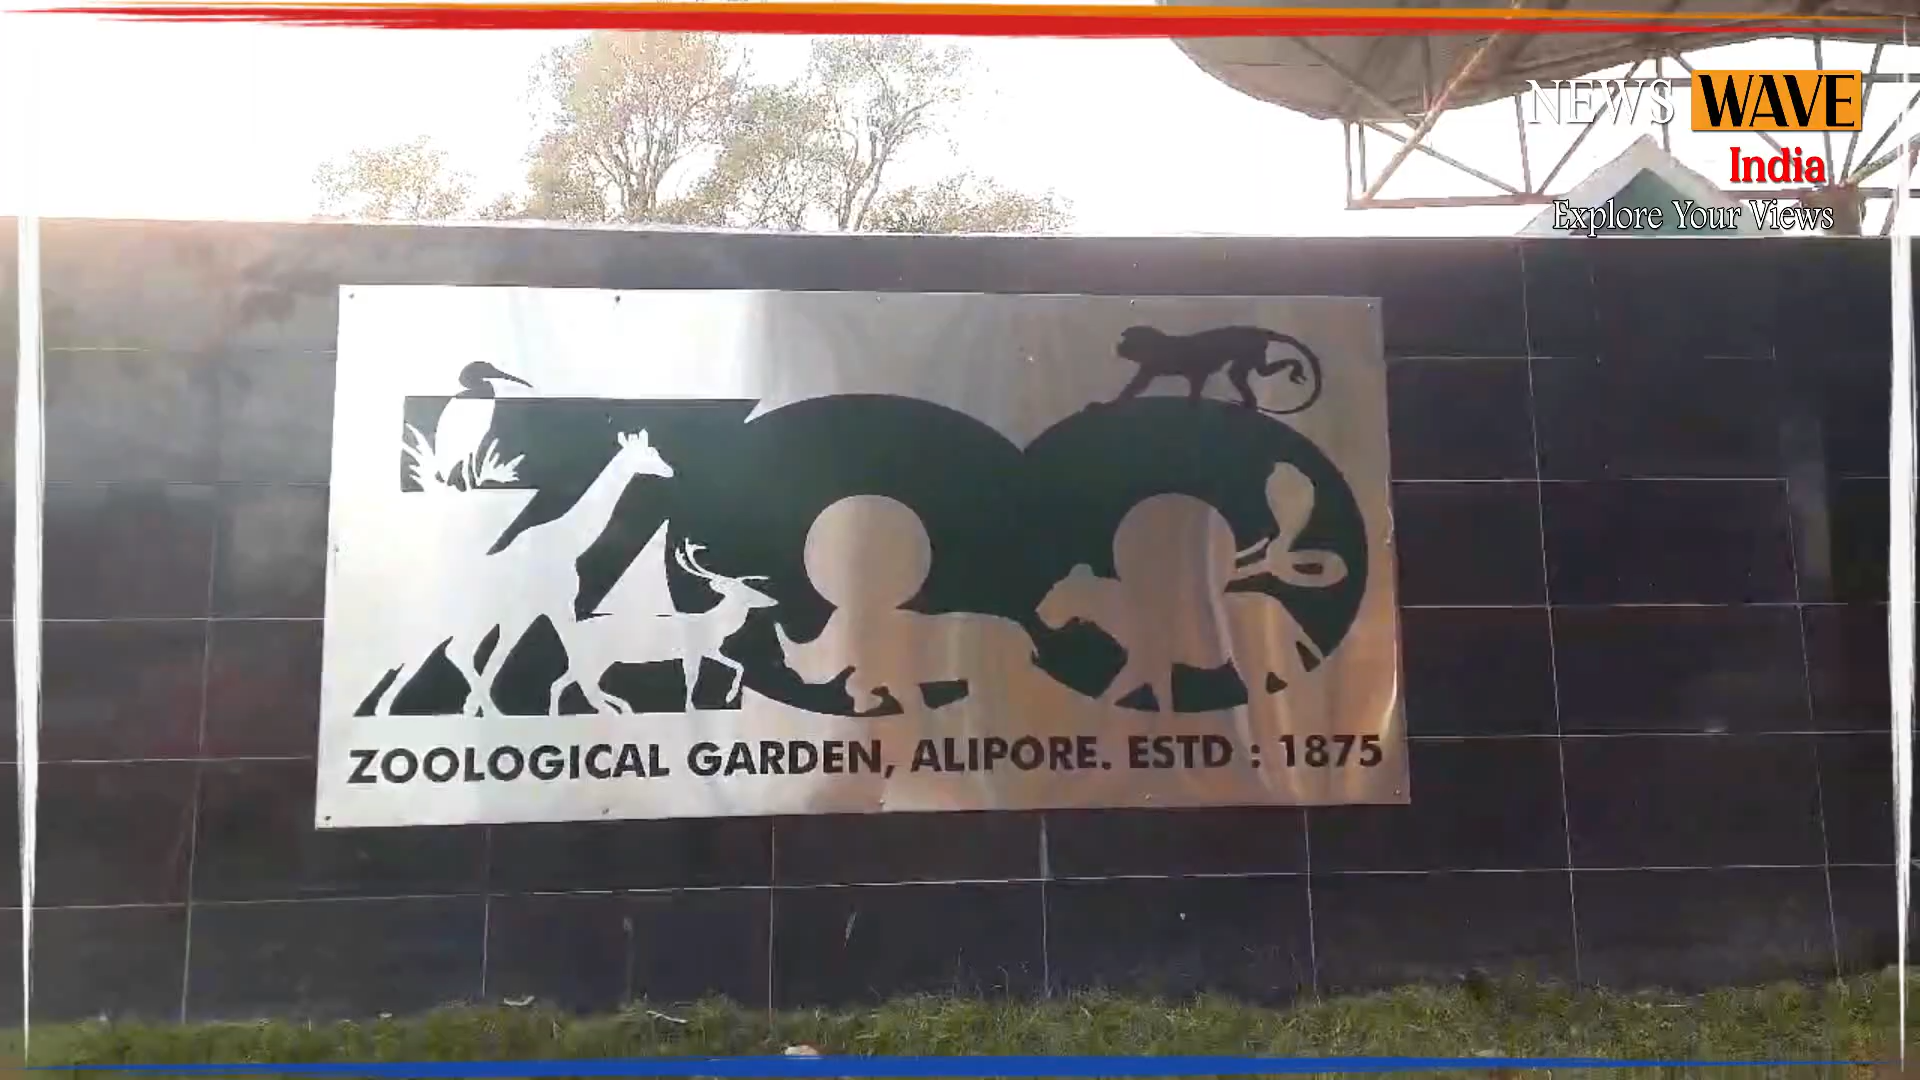 NEWS WAVE
India
Explore Your Views
ZOO
ZOOLOGICAL GARDEN, ALIPORE. ESTD : 1875